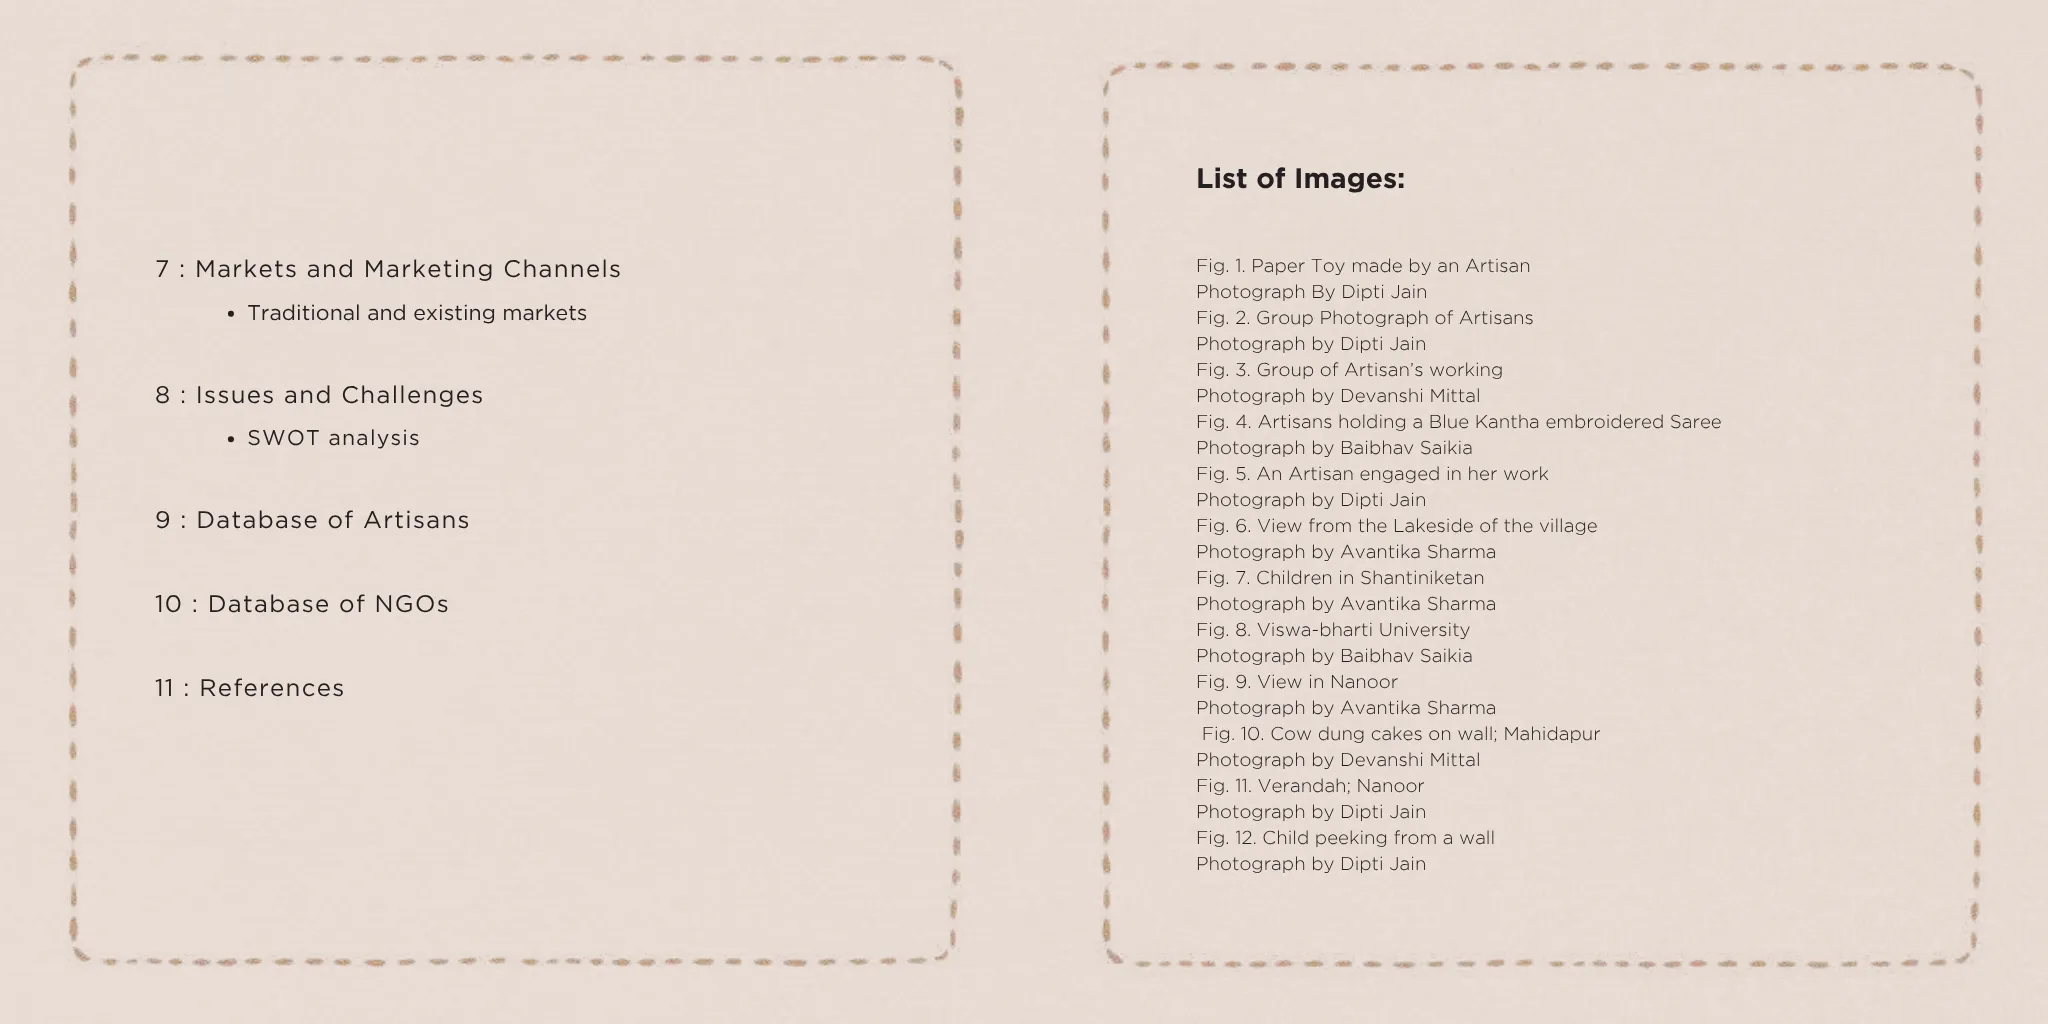 7 : Markets and Marketing Channels
• Traditional and existing markets
8 : Issues and Challenges
• SWOT analysis
9 : Database of Artisans
10 : Database of NGOs
11 : References
List of Images:
Fig. 1. Paper Toy made by an Artisan
Photograph By Dipti Jain
Fig. 2. Group Photograph of Artisans
Photograph by Dipti Jain
Fig. 3. Group of Artisan's working
Photograph by Devanshi Mittal
Fig. 4. Artisans holding a Blue Kantha embroidered Saree
Photograph by Baibhav Saikia
Fig. 5. An Artisan engaged in her work
Photograph by Dipti Jain
Fig. 6. View from the Lakeside of the village
Photograph by Avantika Sharma
Fig. 7. Children in Shantiniketan
Photograph by Avantika Sharma
Fig. 8. Viswa-bharti University
Photograph by Baibhav Saikia
Fig. 9. View in Nanoor
Photograph by Avantika Sharma
Fig. 10. Cow dung cakes on wall; Mahidapur
Photograph by Devanshi Mittal
Fig. 11. Verandah; Nanoor
Photograph by Dipti Jain
Fig. 12. Child peeking from a wall
Photograph by Dipti Jain